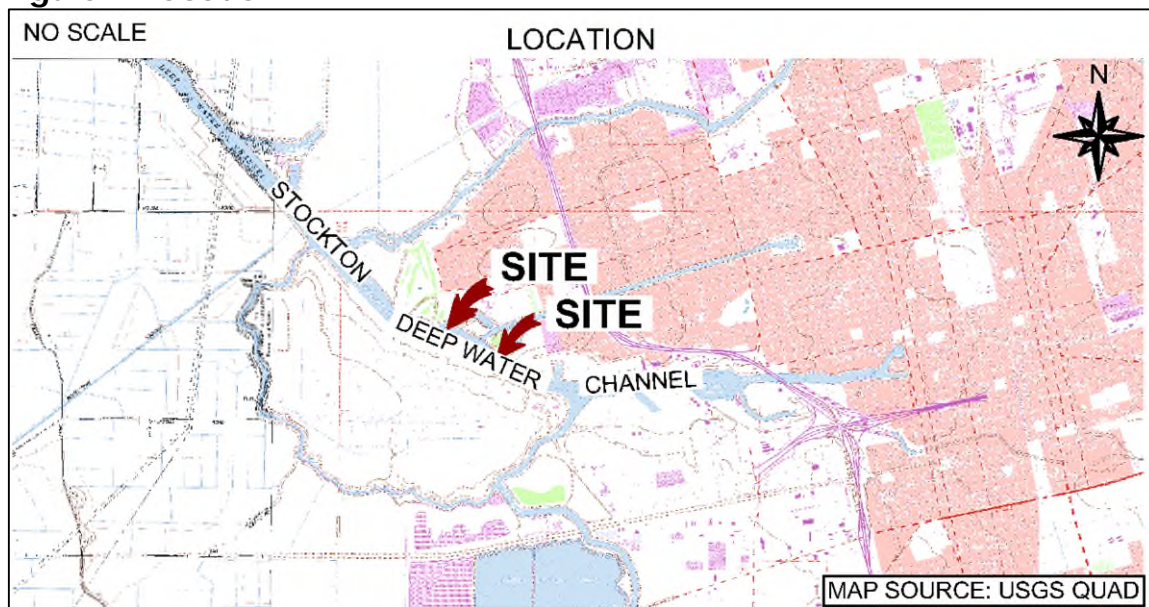 NO SCALE
LOCATION
N
STOCKTON
SITE
SITE
DEEP WATER
CHANNEL
MAP SOURCE: USGS QUAD